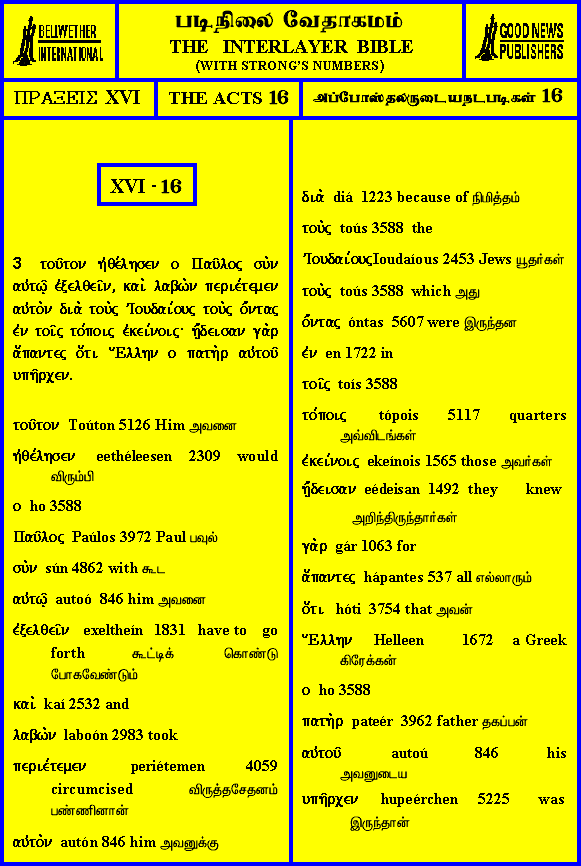 BELLWETHER
INTERNATIONAL
படிநிலை வேதாகமம்
THE INTERLAYER BIBLE
(WITH STRONG'S NUMBERS)
GOOD NEWS
PUBLISHERS
ΠΡΑΞΕΙΣ XVI
THE ACTS 16
அப்போஸ்தலருடையநடபடிகள் 16
XVI - 16
3 τοῦτον ἠθέλησεν ο Παῦλος σὺν
αὐτῷ ἐξελθεῖν, καὶ λαβὼν περιέτεμεν
αὐτὸν διὰ τοὺς Ἰουδαίους τοὺς ὄντας
ἐν τοῖς τόποις ἐκείνοις· ᾔδεισαν γὰρ
ἅπαντες ὅτι Ἕλλην ο πατὴρ αὐτοῦ
υπῆρχεν.
τοῦτον Toúton 5126 Him அவனை
ἠθέλησεν eethéleesen 2309 would
விரும்பி
ο ho 3588
Παῦλος Paúlos 3972 Paul பவுல்
σὺν sún 4862 with கூட
αὐτῷ autoó 846 him அவனை
ἐξελθεῖν exelthein 1831 have to go
forth கூட்டிக் கொண்டு
போகவேண்டும்
καὶ kaí 2532 and
λαβὼν laboón 2983 took
περιέτεμεν periétemen 4059
circumcised விருத்தசேதனம்
பண்ணினான்
αὐτὸν autón 846 him அவனுக்கு
διὰ diá 1223 because of நிமித்தம்
τοὺς toús 3588 the
ἸουδαίουςIoudaíous 2453 Jews யூதர்கள்
τοὺς toús 3588 which அது
ὄντας óntas 5607 were இருந்தன
ἐν en 1722 in
τοῖς toís 3588
τόποις tópois 5117 quarters
அவ்விடங்கள்
ἐκείνοις ekeínois 1565 those அவர்கள்
ᾔδεισαν eédeisan 1492 they knew
அறிந்திருந்தார்கள்
γὰρ gár 1063 for
ἅπαντες hápantes 537 all எல்லாரும்
ὅτι hóti 3754 that அவன்
Ἕλλην Helleen 1672 a Greek
கிரேக்கன்
ο ho 3588
πατὴρ pateér 3962 father தகப்பன்
αὐτοῦ autoú 846 his
அவனுடைய
υπῆρχεν hupeérchen 5225 was
இருந்தான்